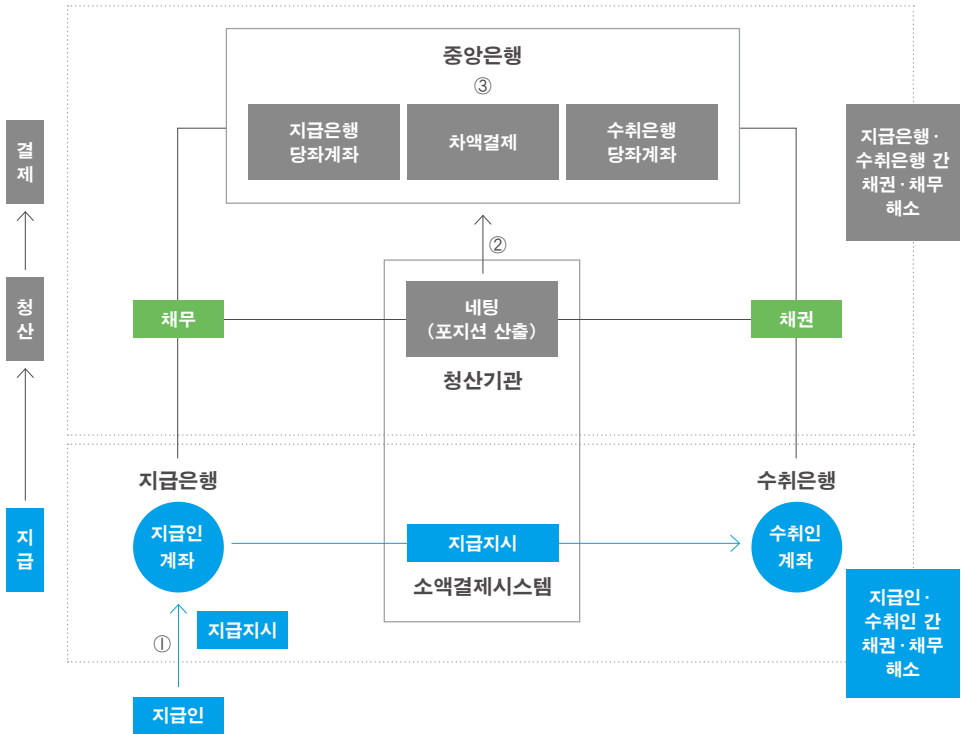 중앙은행
③
지급은행
당좌계좌
차액결제
수취은행
당좌계좌
결
제
지급은행·
수취은행 간
채권·채무
해소
②
청
산
채무
네팅
(포지션 산출)
채권
청산기관
지급은행
수취은행
지
급
지급인
계좌
지급지시
수취인
계좌
소액결제시스템
지급인·
수취인 간
채권·채무
해소
①
지급지시
지급인